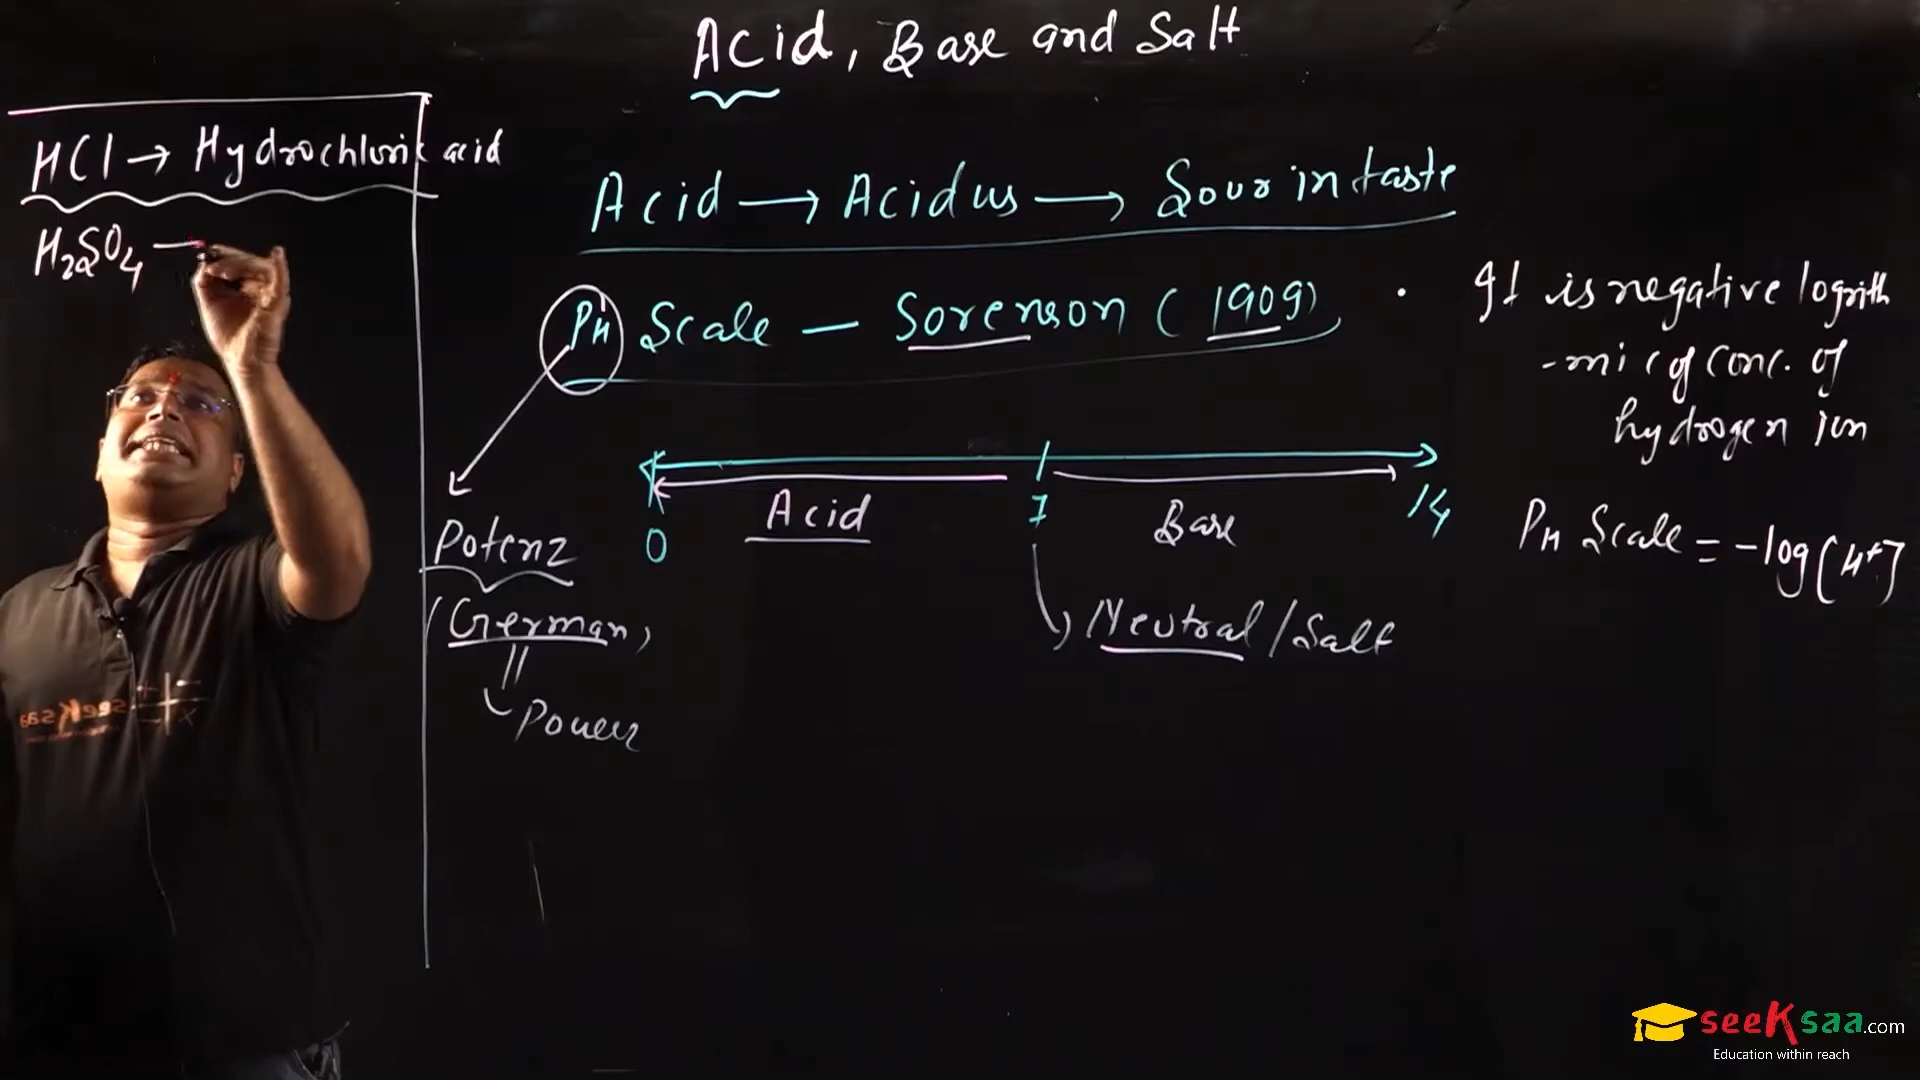 Acid, Base and Salt
HCl → Hydrochloric acid
H₂SO₄ —
Acid → Acidus → Sour in taste
PH Scale — Sorenson (1909)
• It is negative logrith
-mic of conc. of
hydrogen ion
PH Scale = -log[H⁺]
0
Acid
7
Base
14
Neutral/Salt
Potenz
(German)
Power
seeKsaa
seeKsaa.com
Education within reach